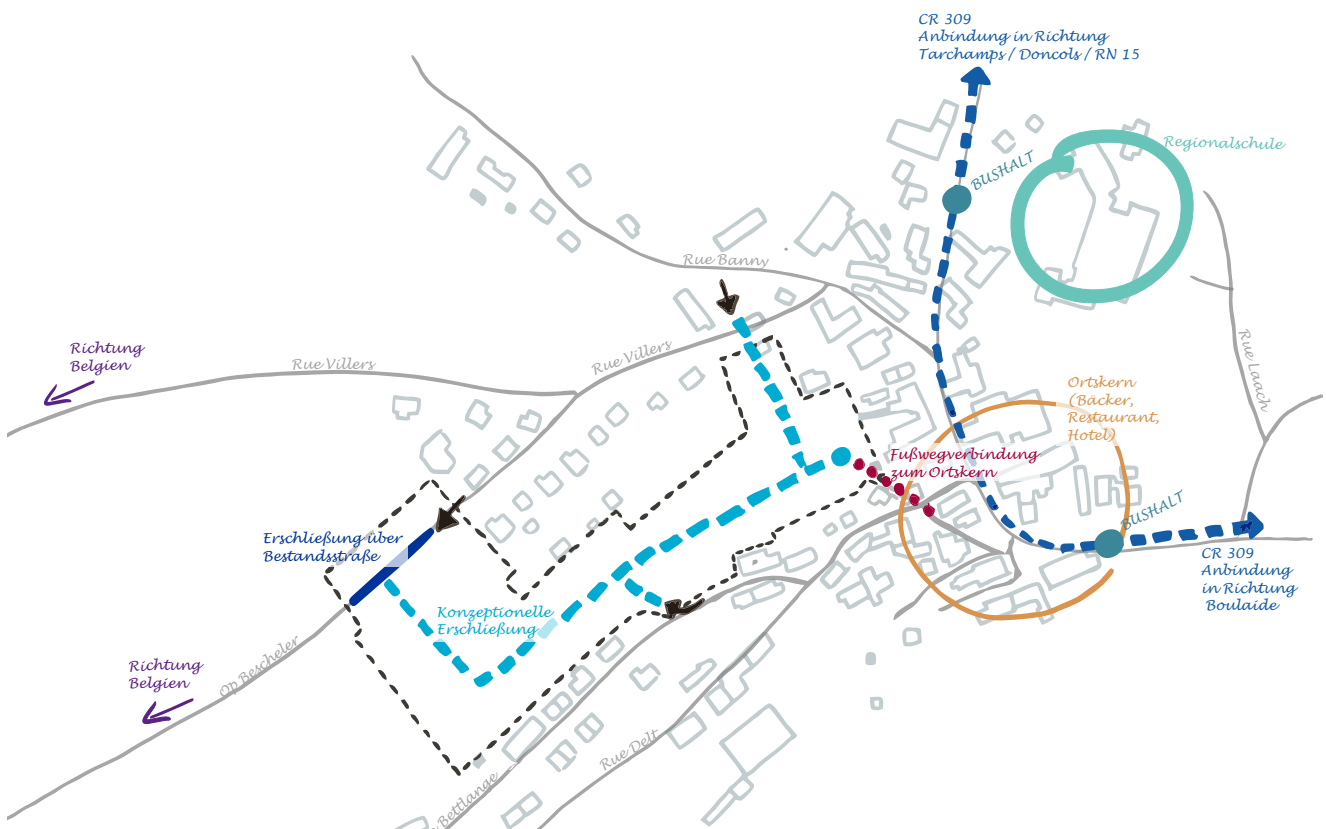 CR 309
Anbindung in Richtung
Tarchamps / Doncols / RN 15
Regionalschule
BUSHALT
Rue Banny
Richtung
Belgien
Rue Villers
Rue Villers
Rue Laach
Ortskern
(Bäcker,
Restaurant,
Hotel)
Fußwegverbindung
zum Ortskern
BUSHALT
Erschließung über
Bestandsstraße
CR 309
Anbindung
in Richtung
Boulaide
Konzeptionelle
Erschließung
Op Bescheler
Richtung
Belgien
Rue Delt
Bettlange